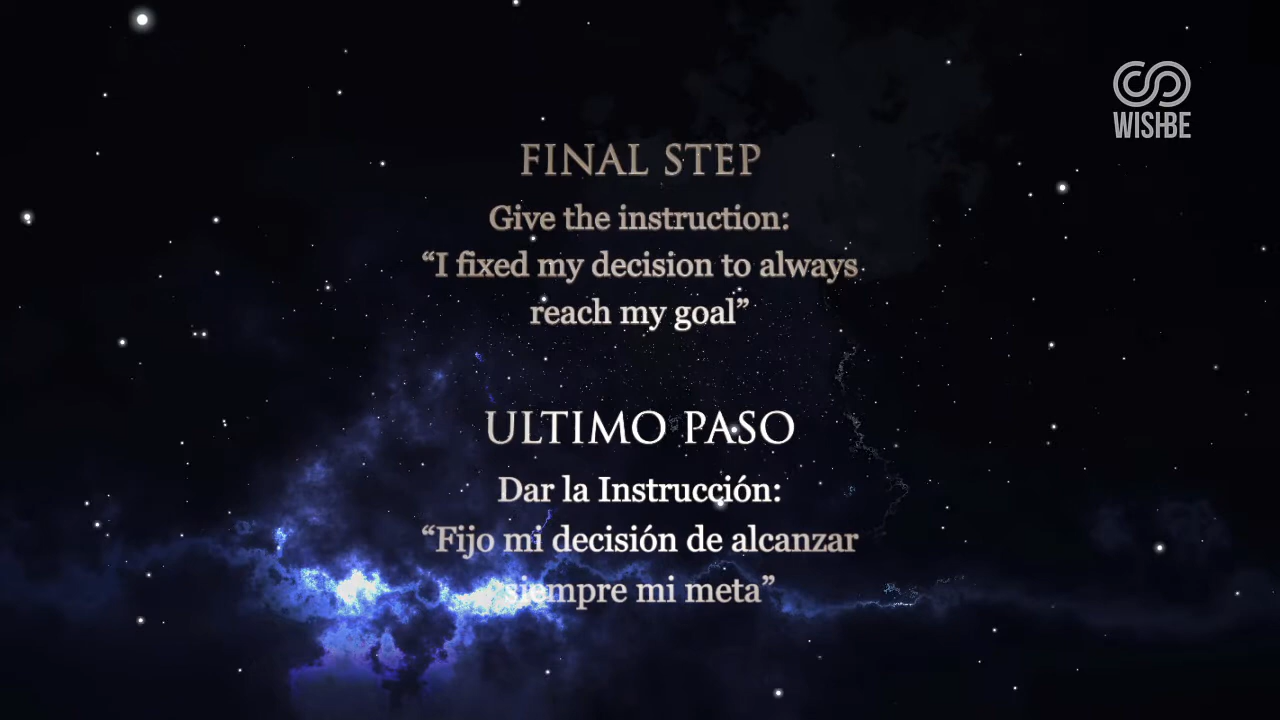 WISHBE
FINAL STEP
Give the instruction:
“I fixed my decision to always
reach my goal”
ULTIMO PASO
Dar la Instrucción:
“Fijo mi decisión de alcanzar
siempre mi meta”